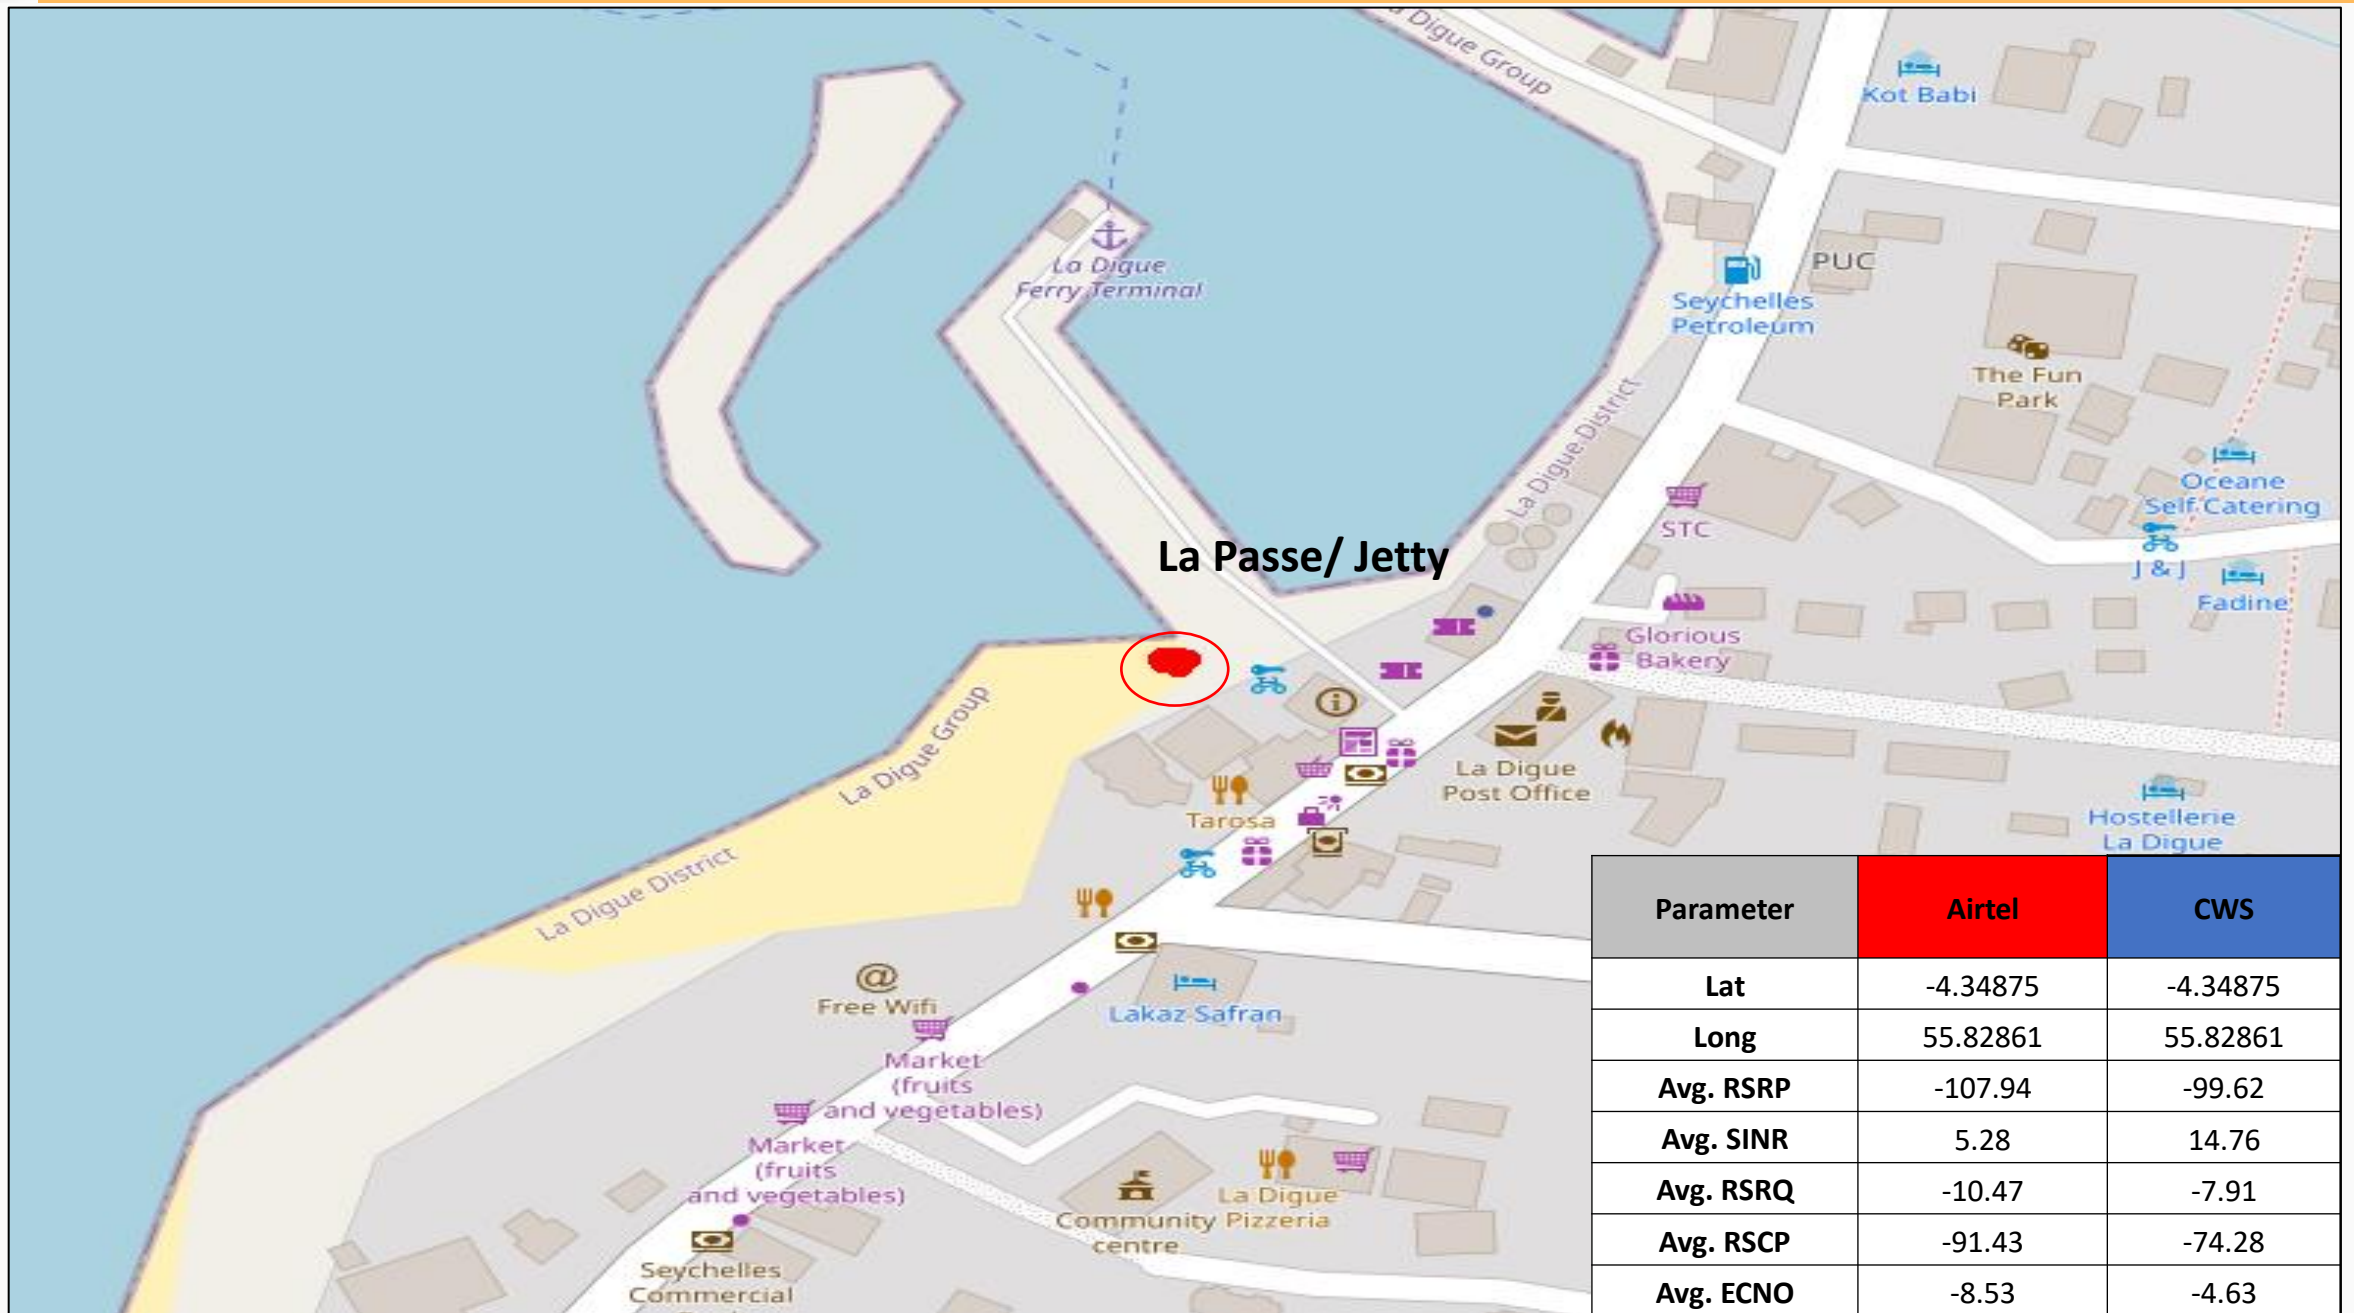 La Digue Group
Kot Babi
La Digue
Ferry Terminal
PUC
Seychelles
Petroleum
The Fun
Park
La Digue District
Oceane
Self Catering
STC
J & J
Fadine
La Passe/ Jetty
Glorious
Bakery
La Digue Group
La Digue
Post Office
Tarosa
Hostellerie
La Digue
La Digue District
@
Free Wifi
Lakaz Safran
Market
(fruits
and vegetables)
Market
(fruits
and vegetables)
La Digue
Pizzeria
Community
centre
Seychelles
Commercial
Parameter Airtel CWS
Lat -4.34875 -4.34875
Long 55.82861 55.82861
Avg. RSRP -107.94 -99.62
Avg. SINR 5.28 14.76
Avg. RSRQ -10.47 -7.91
Avg. RSCP -91.43 -74.28
Avg. ECNO -8.53 -4.63